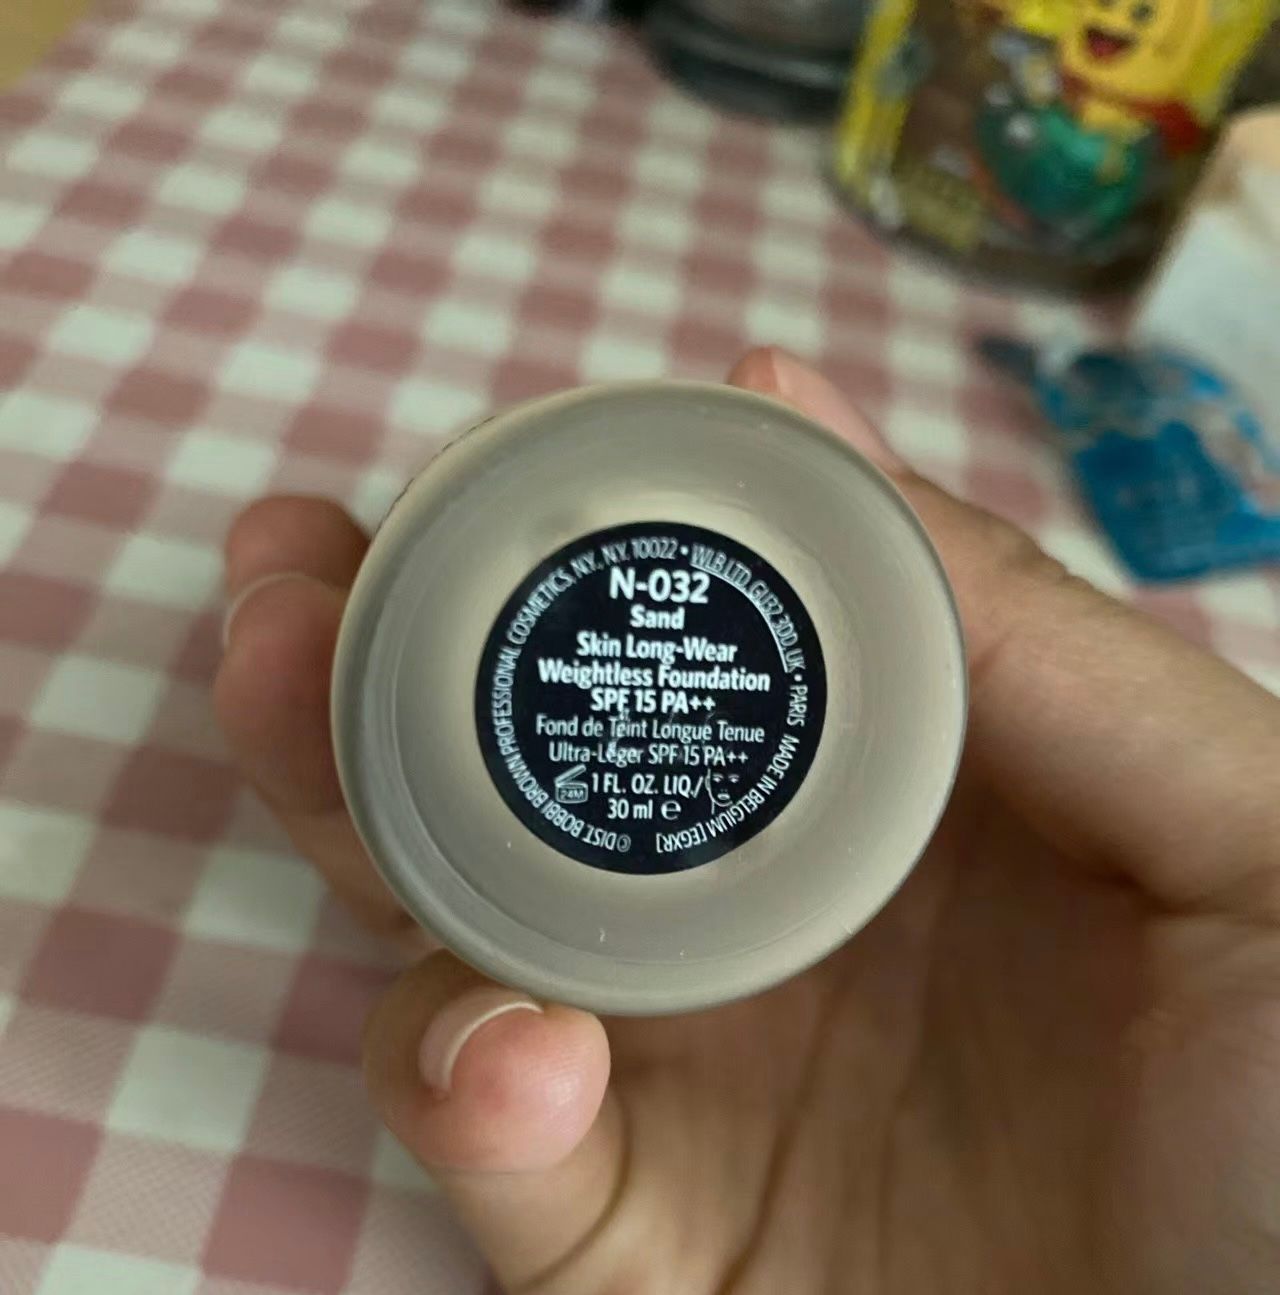 N-032
Sand
Skin Long-Wear
Weightless Foundation
SPF 15 PA++
Fond de Teint Longue Tenue
Ultra-Léger SPF 15 PA++
24M
1 FL. OZ. LIQ./
30 ml ℮
©DIST. BOBBI BROWN PROFESSIONAL COSMETICS, N.Y., N.Y. 10022 • WLB LTD, GU32 3DD, UK • PARIS MADE IN BELGIUM [EGXR]